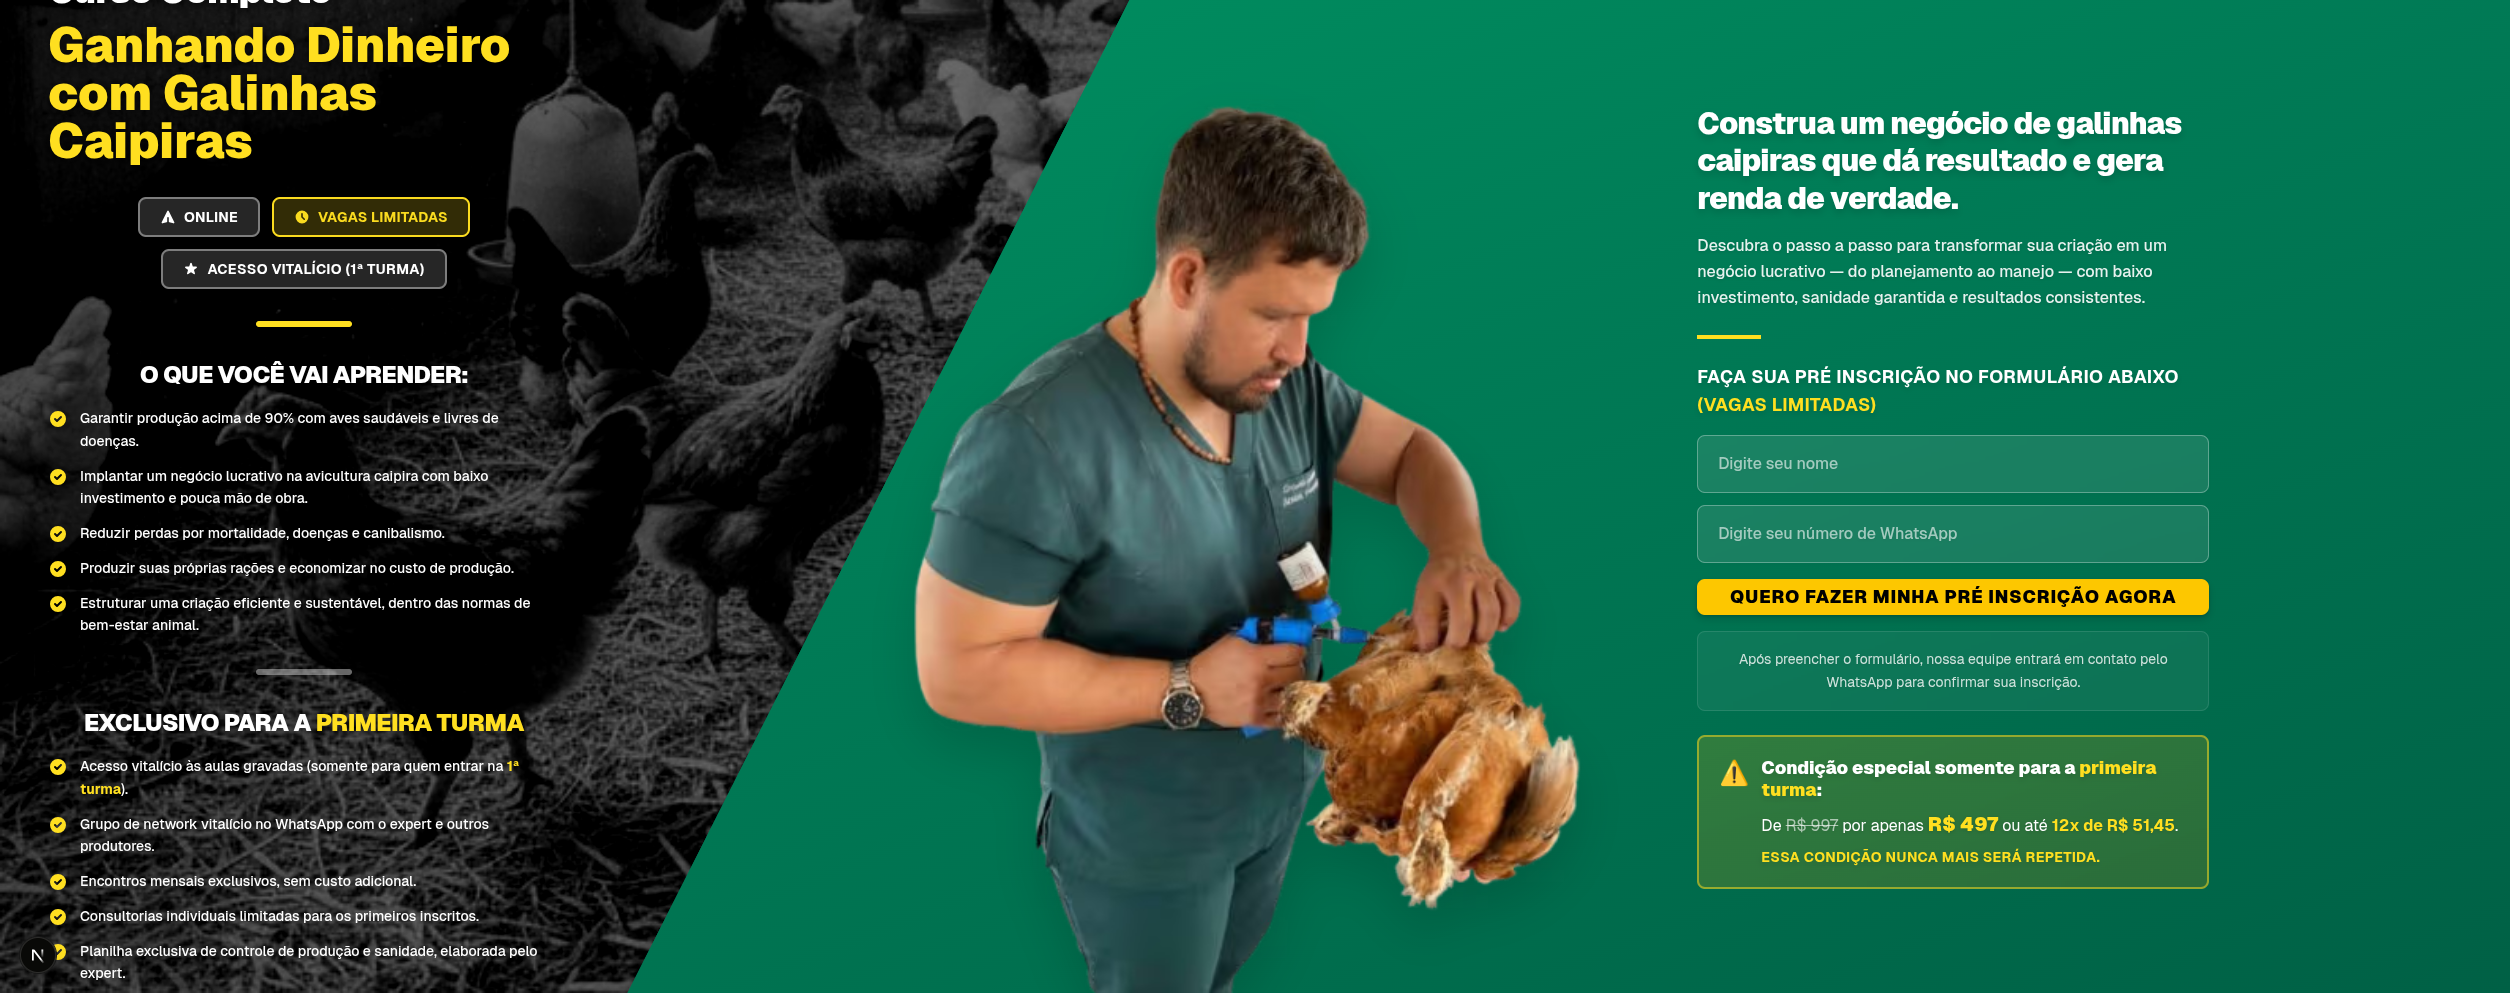 Curso Completo
Ganhando Dinheiro
com Galinhas
Caipiras
ONLINE
VAGAS LIMITADAS
ACESSO VITALÍCIO (1ª TURMA)
O QUE VOCÊ VAI APRENDER:
Garantir produção acima de 90% com aves saudáveis e livres de
doenças.
Implantar um negócio lucrativo na avicultura caipira com baixo
investimento e pouca mão de obra.
Reduzir perdas por mortalidade, doenças e canibalismo.
Produzir suas próprias rações e economizar no custo de produção.
Estruturar uma criação eficiente e sustentável, dentro das normas de
bem-estar animal.
EXCLUSIVO PARA A PRIMEIRA TURMA
Acesso vitalício às aulas gravadas (somente para quem entrar na 1ª
turma).
Grupo de network vitalício no WhatsApp com o expert e outros
produtores.
Encontros mensais exclusivos, sem custo adicional.
Consultorias individuais limitadas para os primeiros inscritos.
Planilha exclusiva de controle de produção e sanidade, elaborada pelo
expert.
N
Construa um negócio de galinhas
caipiras que dá resultado e gera
renda de verdade.
Descubra o passo a passo para transformar sua criação em um
negócio lucrativo — do planejamento ao manejo — com baixo
investimento, sanidade garantida e resultados consistentes.
FAÇA SUA PRÉ INSCRIÇÃO NO FORMULÁRIO ABAIXO
(VAGAS LIMITADAS)
Digite seu nome
Digite seu número de WhatsApp
QUERO FAZER MINHA PRÉ INSCRIÇÃO AGORA
Após preencher o formulário, nossa equipe entrará em contato pelo
WhatsApp para confirmar sua inscrição.
Condição especial somente para a primeira
turma:
De R$ 997 por apenas R$ 497 ou até 12x de R$ 51,45.
ESSA CONDIÇÃO NUNCA MAIS SERÁ REPETIDA.